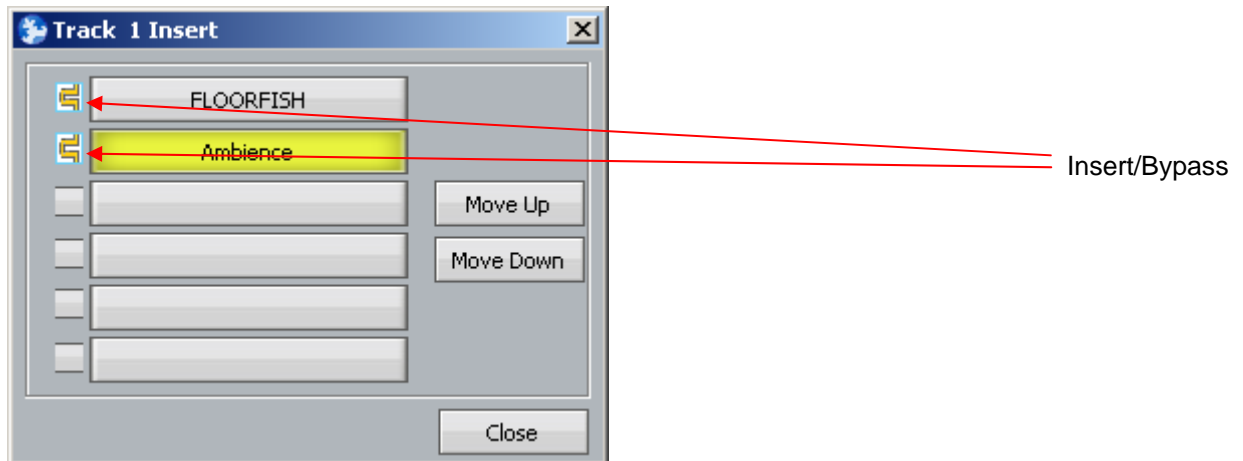 Track 1 Insert
FLOORFISH
Ambience
Insert/Bypass
Move Up
Move Down
Close